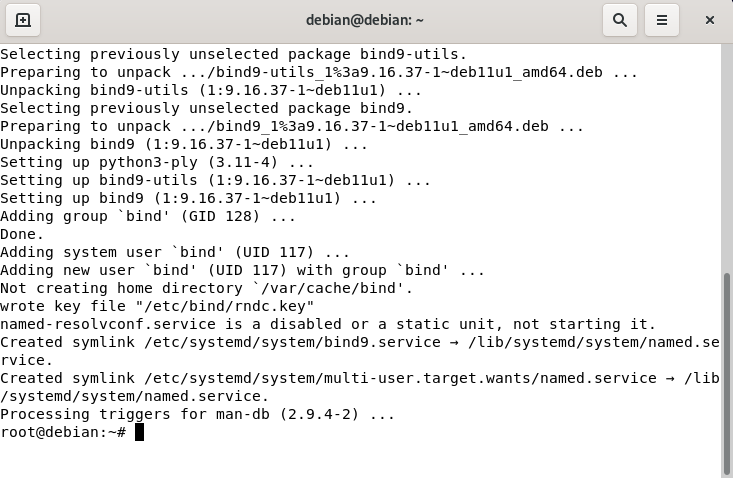 debian@debian: ~
Selecting previously unselected package bind9-utils.
Preparing to unpack .../bind9-utils_1%3a9.16.37-1~deb11u1_amd64.deb ...
Unpacking bind9-utils (1:9.16.37-1~deb11u1) ...
Selecting previously unselected package bind9.
Preparing to unpack .../bind9_1%3a9.16.37-1~deb11u1_amd64.deb ...
Unpacking bind9 (1:9.16.37-1~deb11u1) ...
Setting up python3-ply (3.11-4) ...
Setting up bind9-utils (1:9.16.37-1~deb11u1) ...
Setting up bind9 (1:9.16.37-1~deb11u1) ...
Adding group `bind' (GID 128) ...
Done.
Adding system user `bind' (UID 117) ...
Adding new user `bind' (UID 117) with group `bind' ...
Not creating home directory `/var/cache/bind'.
wrote key file "/etc/bind/rndc.key"
named-resolvconf.service is a disabled or a static unit, not starting it.
Created symlink /etc/systemd/system/bind9.service → /lib/systemd/system/named.se
rvice.
Created symlink /etc/systemd/system/multi-user.target.wants/named.service → /lib
/systemd/system/named.service.
Processing triggers for man-db (2.9.4-2) ...
root@debian:~#